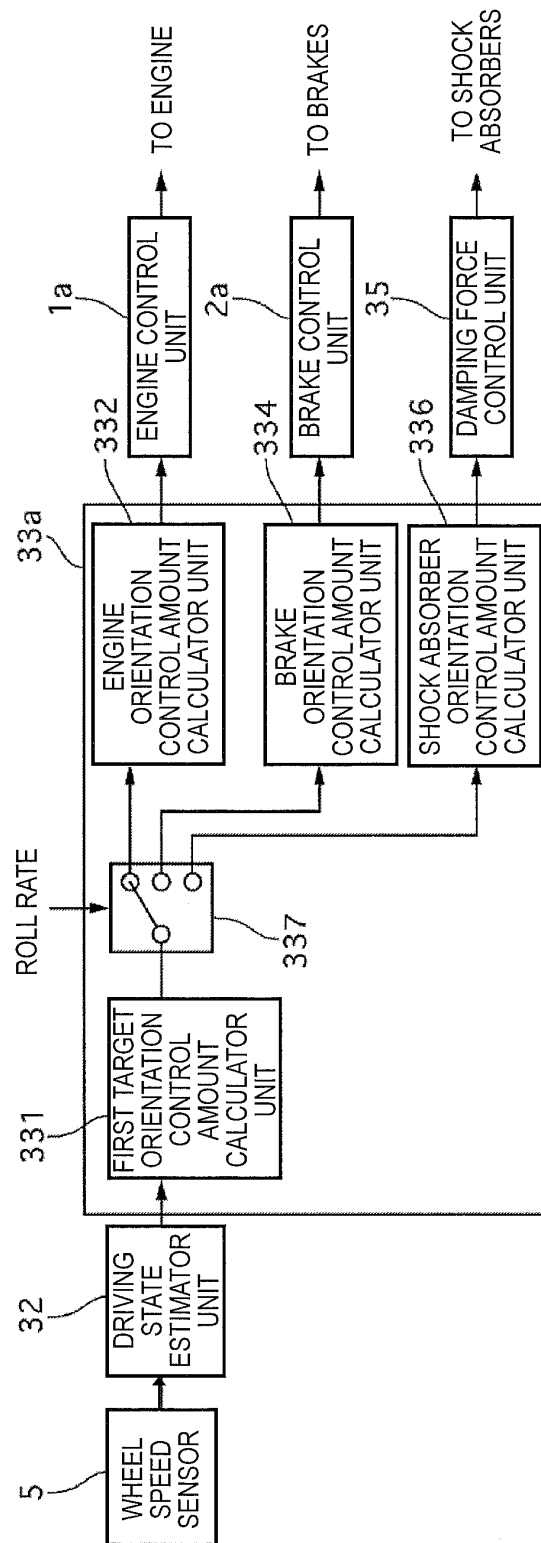 5
WHEEL
SPEED
SENSOR
32
DRIVING
STATE
ESTIMATOR
UNIT
331
FIRST TARGET
ORIENTATION
CONTROL
AMOUNT
CALCULATOR
UNIT
ROLL RATE
337
33a
332
ENGINE
ORIENTATION
CONTROL AMOUNT
CALCULATOR UNIT
334
BRAKE
ORIENTATION
CONTROL AMOUNT
CALCULATOR UNIT
336
SHOCK ABSORBER
ORIENTATION
CONTROL AMOUNT
CALCULATOR UNIT
1a
ENGINE CONTROL
UNIT
TO ENGINE
2a
BRAKE CONTROL
UNIT
TO BRAKES
35
DAMPING FORCE
CONTROL UNIT
TO SHOCK
ABSORBERS